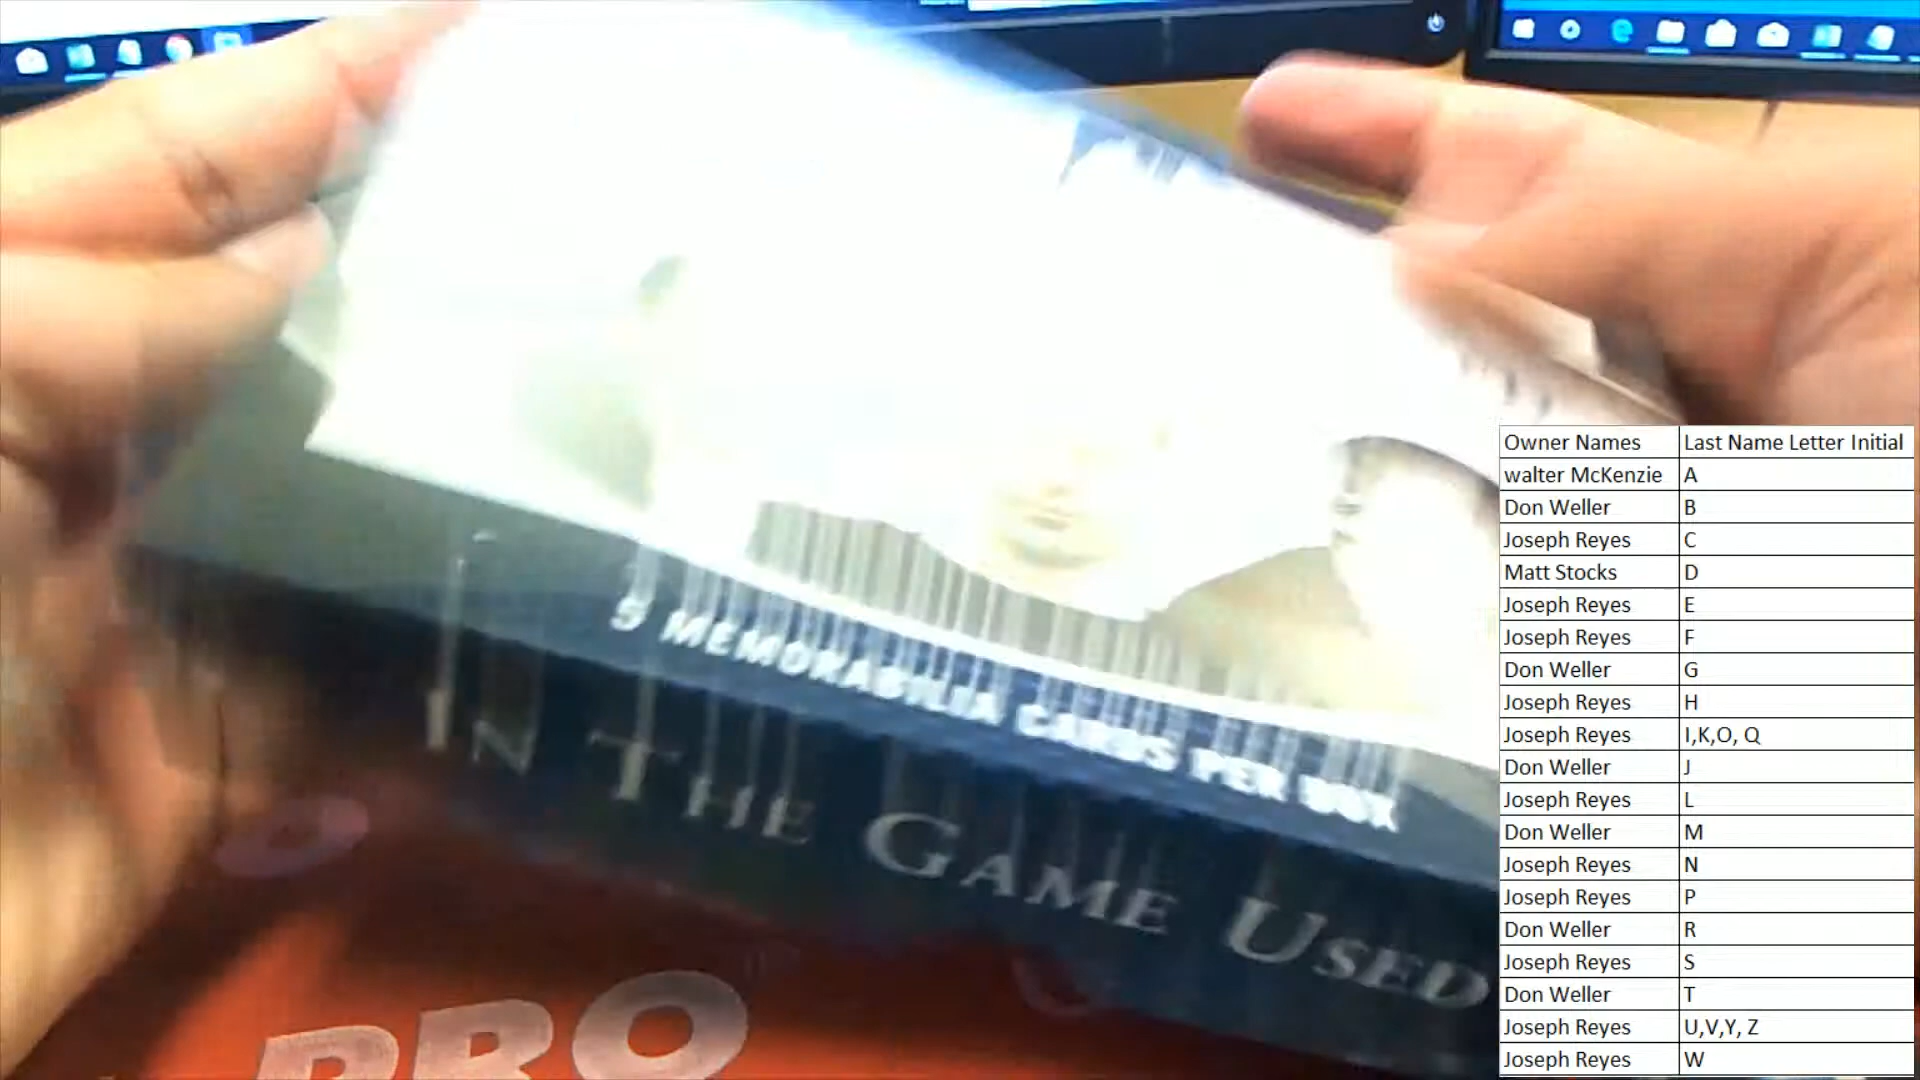 5 MEMORABILIA CARDS PER BOX
IN THE GAME USED
PRO
Owner Names Last Name Letter Initial
walter McKenzie A
Don Weller B
Joseph Reyes C
Matt Stocks D
Joseph Reyes E
Joseph Reyes F
Don Weller G
Joseph Reyes H
Joseph Reyes I,K,O, Q
Don Weller J
Joseph Reyes L
Don Weller M
Joseph Reyes N
Joseph Reyes P
Don Weller R
Joseph Reyes S
Don Weller T
Joseph Reyes U,V,Y, Z
Joseph Reyes W